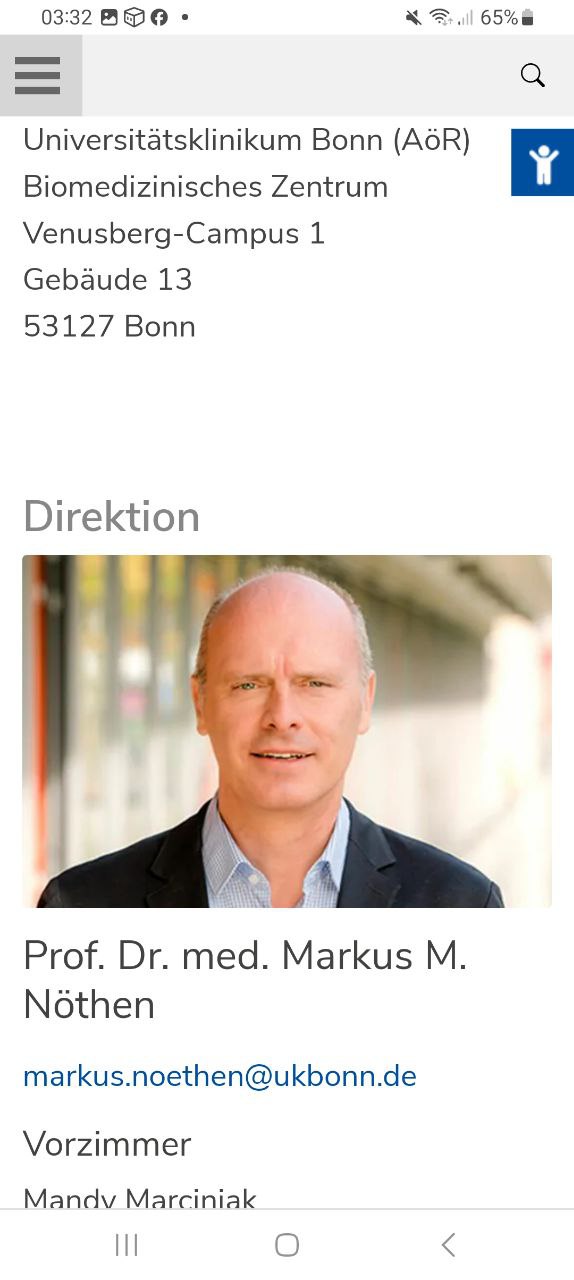 03:32
65%
Universitätsklinikum Bonn (AöR)
Biomedizinisches Zentrum
Venusberg-Campus 1
Gebäude 13
53127 Bonn
Direktion
Prof. Dr. med. Markus M.
Nöthen
markus.noethen@ukbonn.de
Vorzimmer
Mandy Marciniak